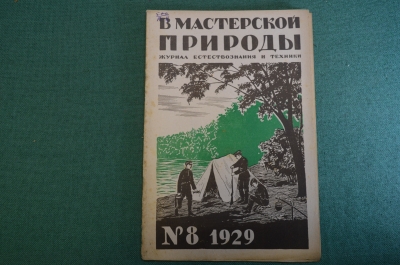 В МАСТЕРСКОЙ
ПРИРОДЫ
ЖУРНАЛ ЕСТЕСТВОЗНАНИЯ И ТЕХНИКИ
№8 1929